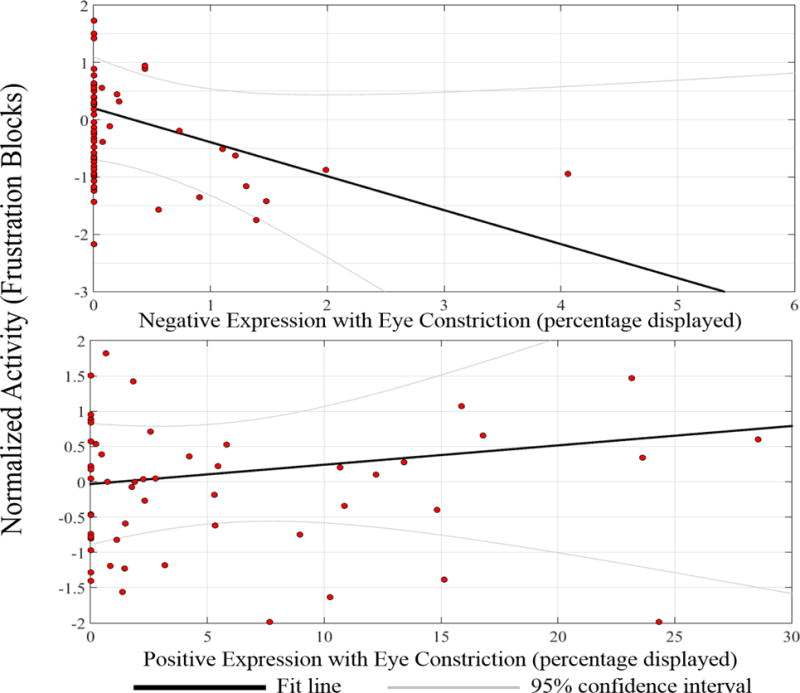 Normalized Activity (Frustration Blocks)
2
1
0
-1
-2
-3
0 1 2 3 4 5 6
Negative Expression with Eye Constriction (percentage displayed)
2
1.5
1
0.5
0
-0.5
-1
-1.5
-2
0 5 10 15 20 25 30
Positive Expression with Eye Constriction (percentage displayed)
Fit line 95% confidence interval